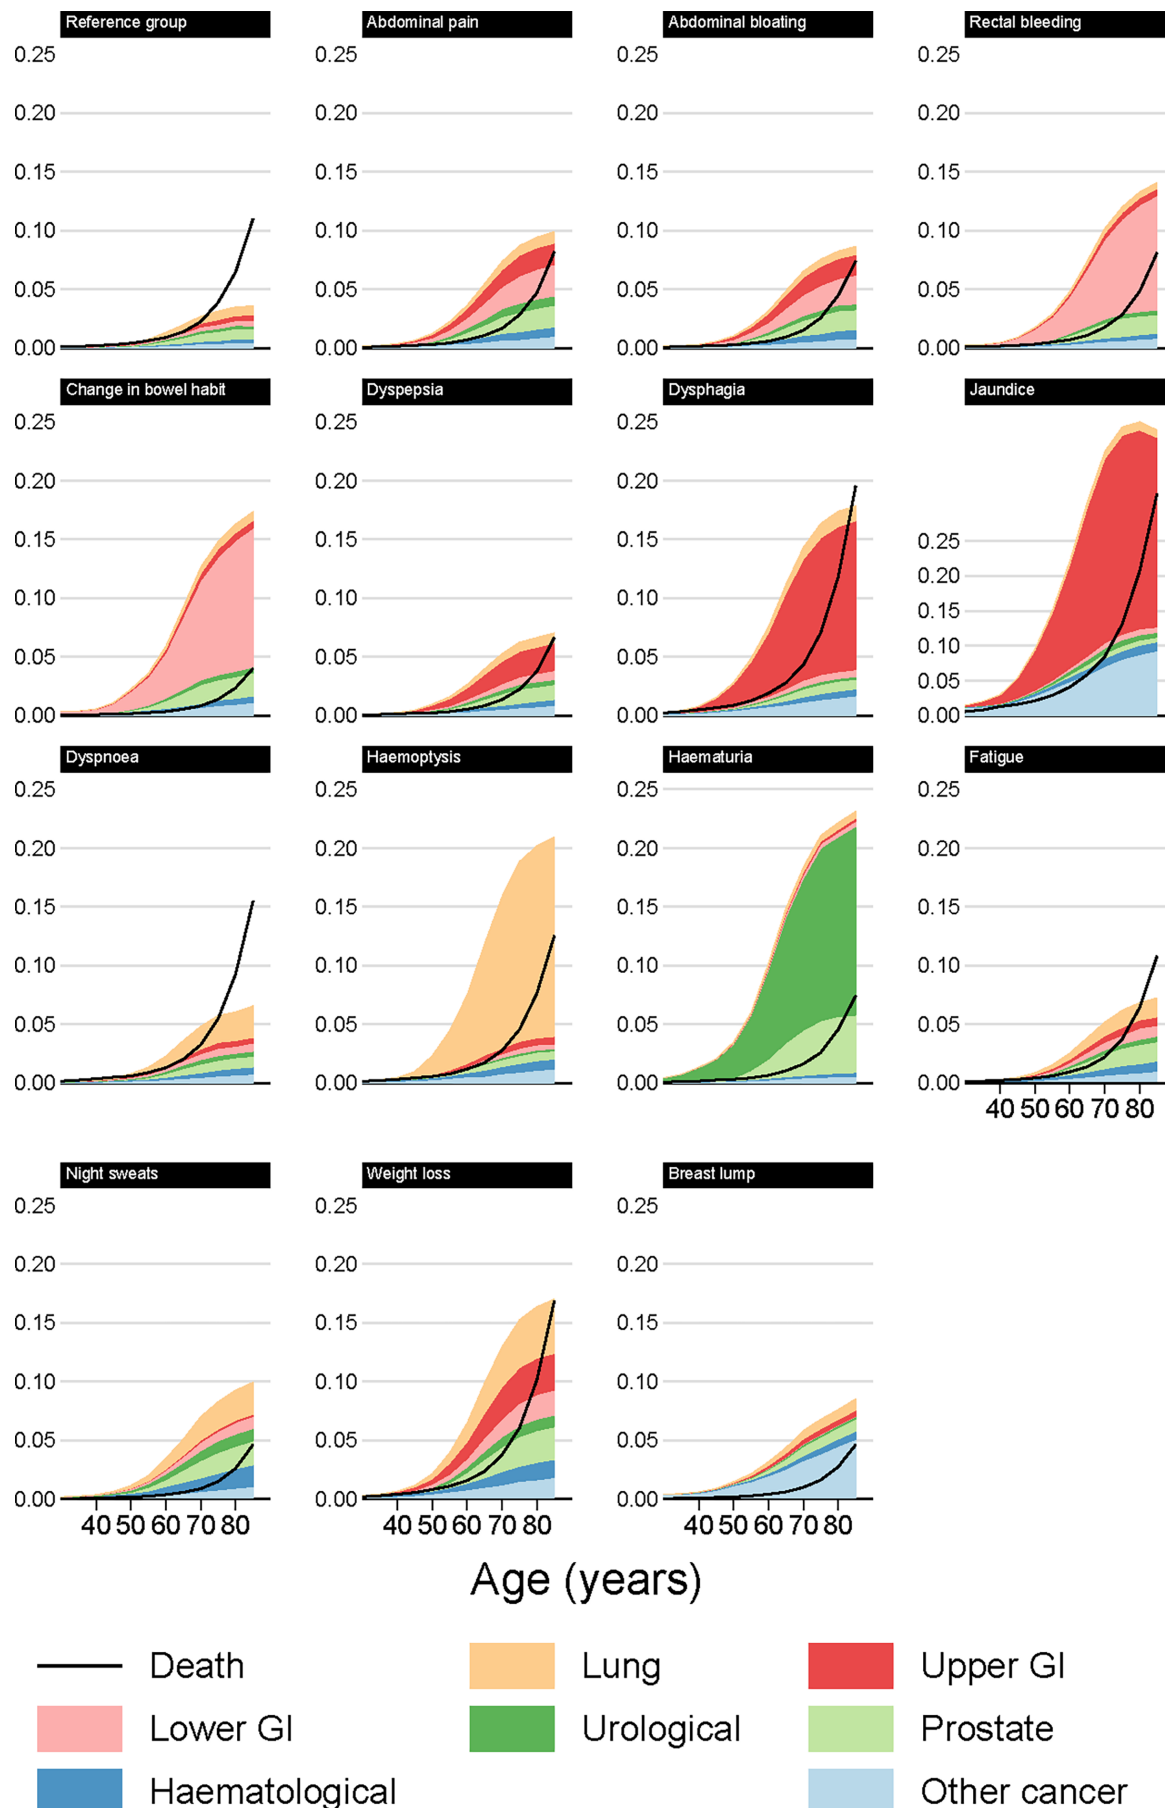 Reference group Abdominal pain Abdominal bloating Rectal bleeding
0.25 0.25 0.25 0.25
0.20 0.20 0.20 0.20
0.15 0.15 0.15 0.15
0.10 0.10 0.10 0.10
0.05 0.05 0.05 0.05
0.00 0.00 0.00 0.00
Change in bowel habit Dyspepsia Dysphagia Jaundice
0.25 0.25 0.25
0.20 0.20 0.20
0.15 0.15 0.15 0.25
0.10 0.10 0.10 0.20
0.15
0.05 0.05 0.05 0.10
0.05
0.00 0.00 0.00 0.00
Dyspnoea Haemoptysis Haematuria Fatigue
0.25 0.25 0.25 0.25
0.20 0.20 0.20 0.20
0.15 0.15 0.15 0.15
0.10 0.10 0.10 0.10
0.05 0.05 0.05 0.05
0.00 0.00 0.00 0.00
40 50 60 70 80
Night sweats Weight loss Breast lump
0.25 0.25 0.25
0.20 0.20 0.20
0.15 0.15 0.15
0.10 0.10 0.10
0.05 0.05 0.05
0.00 0.00 0.00
40 50 60 70 80 40 50 60 70 80 40 50 60 70 80
Age (years)
Death Lung Upper GI
Lower GI Urological Prostate
Haematological Other cancer